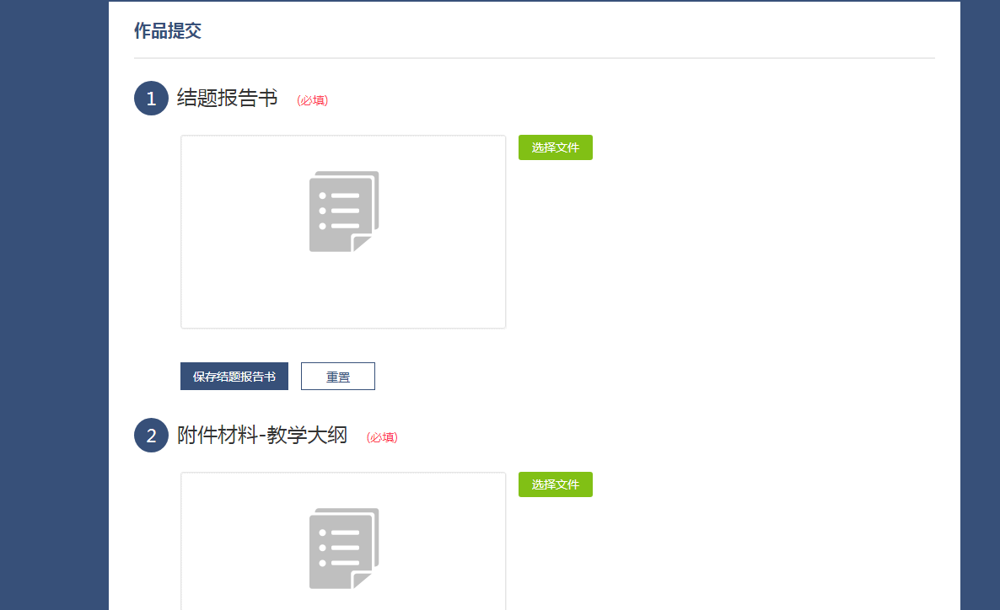 作品提交
1 结题报告书 (必填)
选择文件
保存结题报告书 重置
2 附件材料-教学大纲 (必填)
选择文件